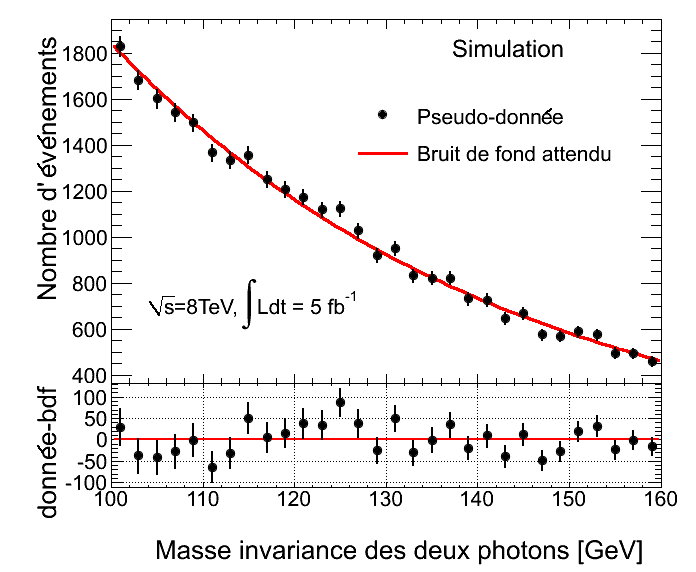 Simulation
Pseudo-donnée
Bruit de fond attendu
√s=8TeV, ∫Ldt = 5 fb⁻¹
Nombre d' événements
1800
1600
1400
1200
1000
800
600
400
donnée-bdf
100
50
0
-50
-100
100 110 120 130 140 150 160
Masse invariance des deux photons [GeV]